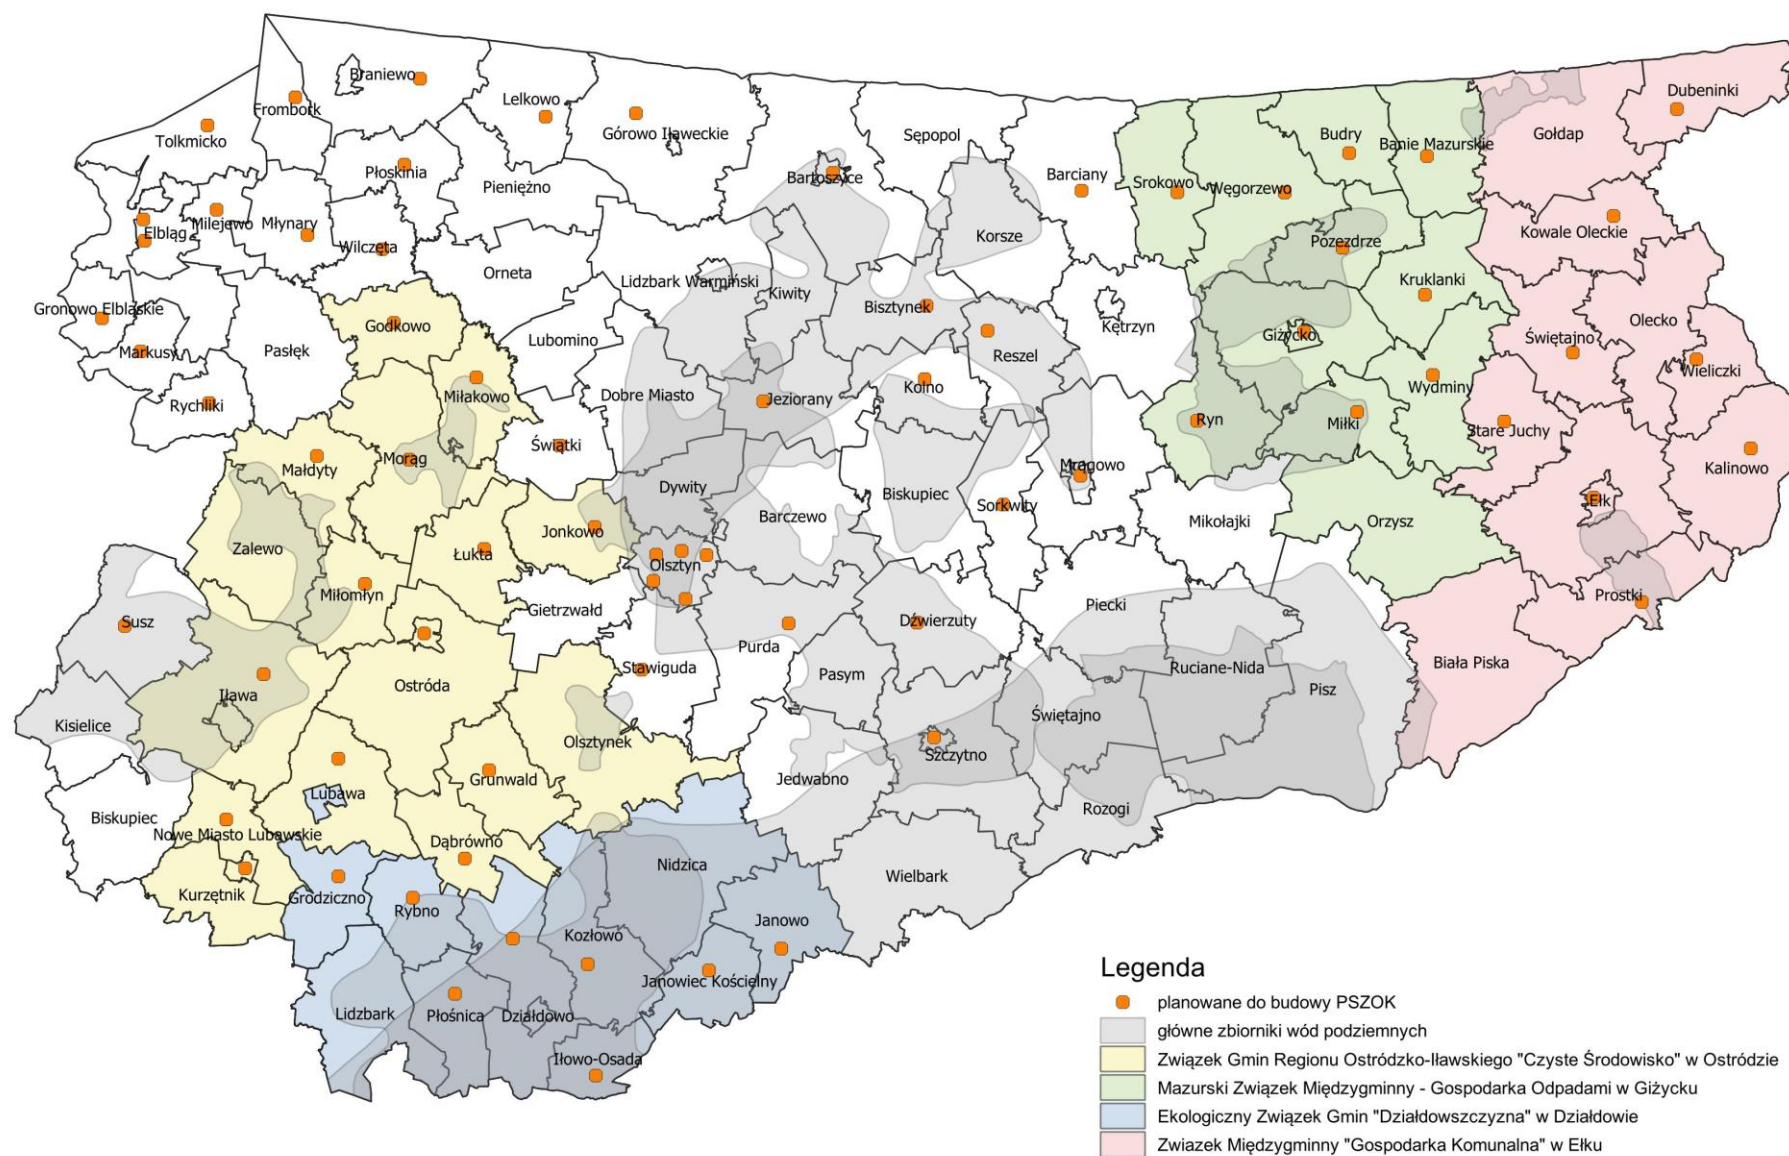 Braniewo
Frombork
Lelkowo
Tolkmicko
Górowo Iławeckie
Sępopol
Dubeninki
Gołdap
Budry
Banie Mazurskie
Płoskinia
Bartoszyce
Barciany
Srokowo
Węgorzewo
Pieniężno
Milejewo
Młynary
Elbląg
Wilczęta
Korsze
Kowale Oleckie
Pozezdrze
Orneta
Lidzbark Warmiński
Kiwity
Bisztynek
Kruklanki
Gronowo Elbląskie
Godkowo
Kętrzyn
Olecko
Markusy
Pasłęk
Lubomino
Reszel
Giżycko
Świętajno
Wieliczki
Kolno
Wydminy
Rychliki
Miłakowo
Dobre Miasto
Jeziorany
Ryn
Miłki
Stare Juchy
Świątki
Małdyty
Morąg
Mrągowo
Kalinowo
Dywity
Biskupiec
Sorkwity
Ełk
Barczewo
Mikołajki
Orzysz
Zalewo
Jonkowo
Łukta
Olsztyn
Miłomłyn
Gietrzwałd
Piecki
Prostki
Susz
Dźwierzuty
Purda
Stawiguda
Pasym
Ruciane-Nida
Biała Piska
Ostróda
Iława
Pisz
Kisielice
Świętajno
Olsztynek
Szczytno
Jedwabno
Grunwald
Lubawa
Rozogi
Biskupiec
Nowe Miasto Lubawskie
Dąbrówno
Nidzica
Wielbark
Kurzętnik
Grodziczno
Rybno
Janowo
Kozłowo
Janowiec Kościelny
Lidzbark
Płośnica
Działdowo
Iłowo-Osada
Legenda
planowane do budowy PSZOK
główne zbiorniki wód podziemnych
Związek Gmin Regionu Ostródzko-Iławskiego "Czyste Środowisko" w Ostródzie
Mazurski Związek Międzygminny - Gospodarka Odpadami w Giżycku
Ekologiczny Związek Gmin "Działdowszczyzna" w Działdowie
Zwiazek Międzygminny "Gospodarka Komunalna" w Ełku